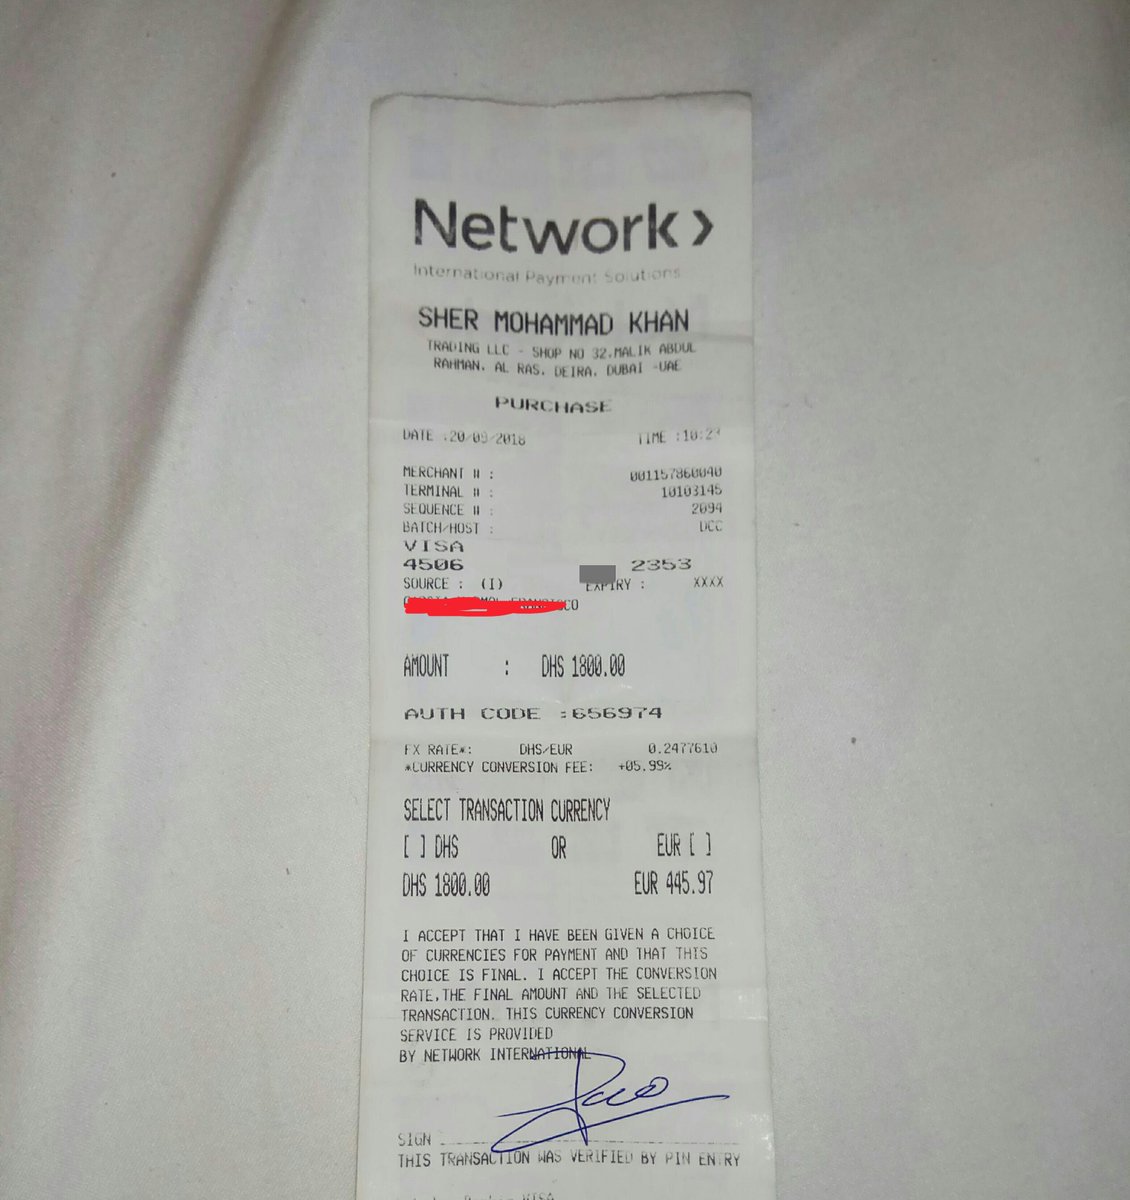 Network>
International Payment Solutions
SHER MOHAMMAD KHAN
TRADING LLC - SHOP NO 32,MALIK ABDUL
RAHMAN, AL RAS, DEIRA, DUBAI -UAE
PURCHASE
DATE :20/09/2018 TIME :10:23
MERCHANT # : 001157860040
TERMINAL # : 10103145
SEQUENCE # : 2094
BATCH/HOST : DCC
VISA
4506 2353
SOURCE : (I) EXPIRY : XXXX
AMOUNT : DHS 1800.00
AUTH CODE :656974
FX RATE*: DHS/EUR 0.2477610
*CURRENCY CONVERSION FEE: +05.99%
SELECT TRANSACTION CURRENCY
[ ] DHS OR EUR [ ]
DHS 1800.00 EUR 445.97
I ACCEPT THAT I HAVE BEEN GIVEN A CHOICE
OF CURRENCIES FOR PAYMENT AND THAT THIS
CHOICE IS FINAL. I ACCEPT THE CONVERSION
RATE,THE FINAL AMOUNT AND THE SELECTED
TRANSACTION. THIS CURRENCY CONVERSION
SERVICE IS PROVIDED
BY NETWORK INTERNATIONAL
SIGN
THIS TRANSACTION WAS VERIFIED BY PIN ENTRY